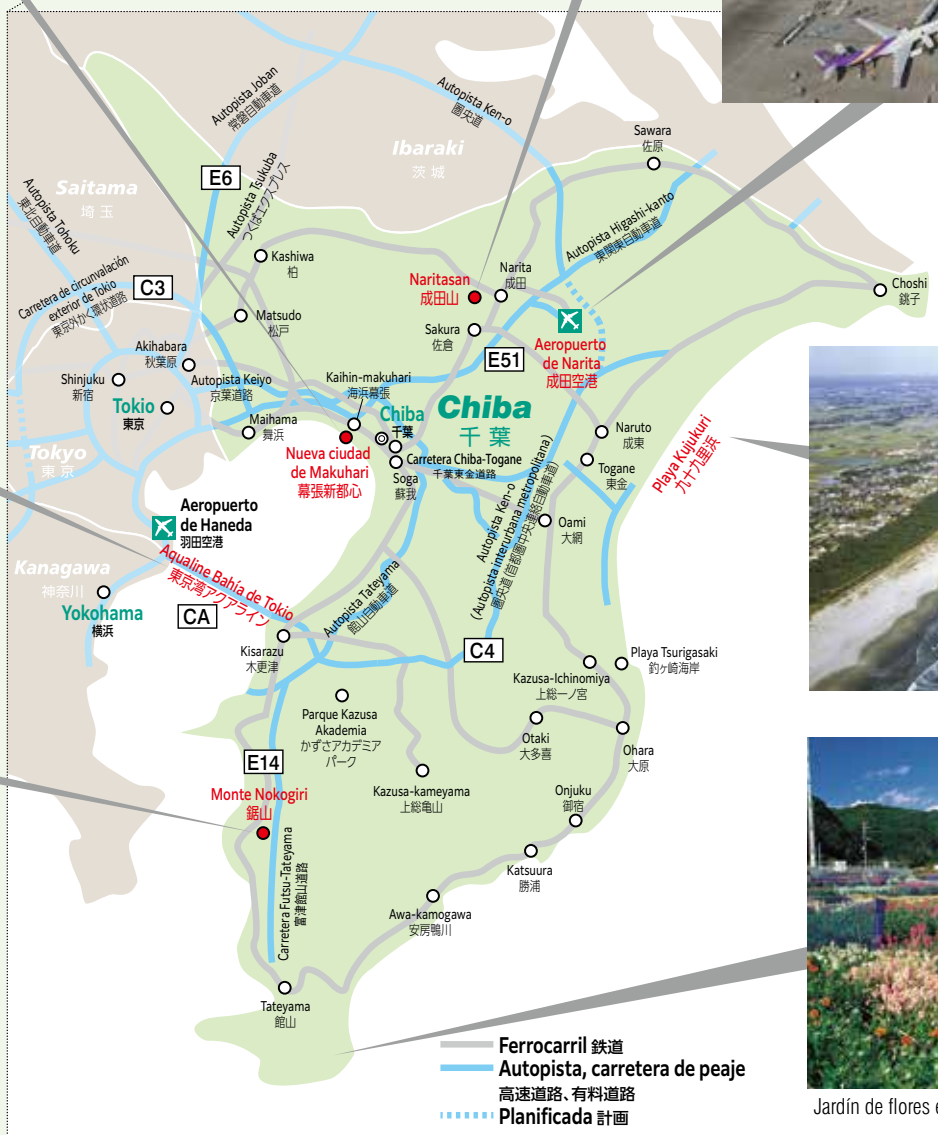 Autopista Joban
常磐自動車道
Autopista Ken-o
圏央道
Ibaraki
茨城
Sawara
佐原
E6
Saitama
埼玉
Autopista Tohoku
東北自動車道
Autopista Tsukuba
つくばエクスプレス
Autopista Higashi-kanto
東関東自動車道
Kashiwa
柏
Naritasan
成田山
Narita
成田
Choshi
銚子
Carretera de circunvalación
exterior de Tokio
東京外かく環状道路
C3
Matsudo
松戸
Sakura
佐倉
Aeropuerto
de Narita
成田空港
E51
Akihabara
秋葉原
Shinjuku
新宿
Autopista Keiyo
京葉道路
Kaihin-makuhari
海浜幕張
Tokio
東京
Maihama
舞浜
Chiba
千葉
Chiba
千葉
Naruto
成東
Playa Kujukuri
九十九里浜
Tokyo
東京
Nueva ciudad
de Makuhari
幕張新都心
Carretera Chiba-Togane
千葉東金道路
Soga
蘇我
Togane
東金
Aeropuerto
de Haneda
羽田空港
Autopista Ken-o
(Autopista interurbana metropolitana)
圏央道(首都圏中央連絡自動車道)
Oami
大網
Kanagawa
神奈川
Aqualine Bahía de Tokio
東京湾アクアライン
Autopista Tateyama
館山自動車道
Yokohama
横浜
CA
Kisarazu
木更津
C4
Playa Tsurigasaki
釣ヶ崎海岸
Kazusa-Ichinomiya
上総一ノ宮
Parque Kazusa
Akademia
かずさアカデミア
パーク
Otaki
大多喜
Ohara
大原
E14
Monte Nokogiri
鋸山
Kazusa-kameyama
上総亀山
Onjuku
御宿
Katsuura
勝浦
Carretera Futsu-Tateyama
富津館山道路
Awa-kamogawa
安房鴨川
Tateyama
館山
Ferrocarril 鉄道
Autopista, carretera de peaje
高速道路、有料道路
Planificada 計画
Jardín de flores e